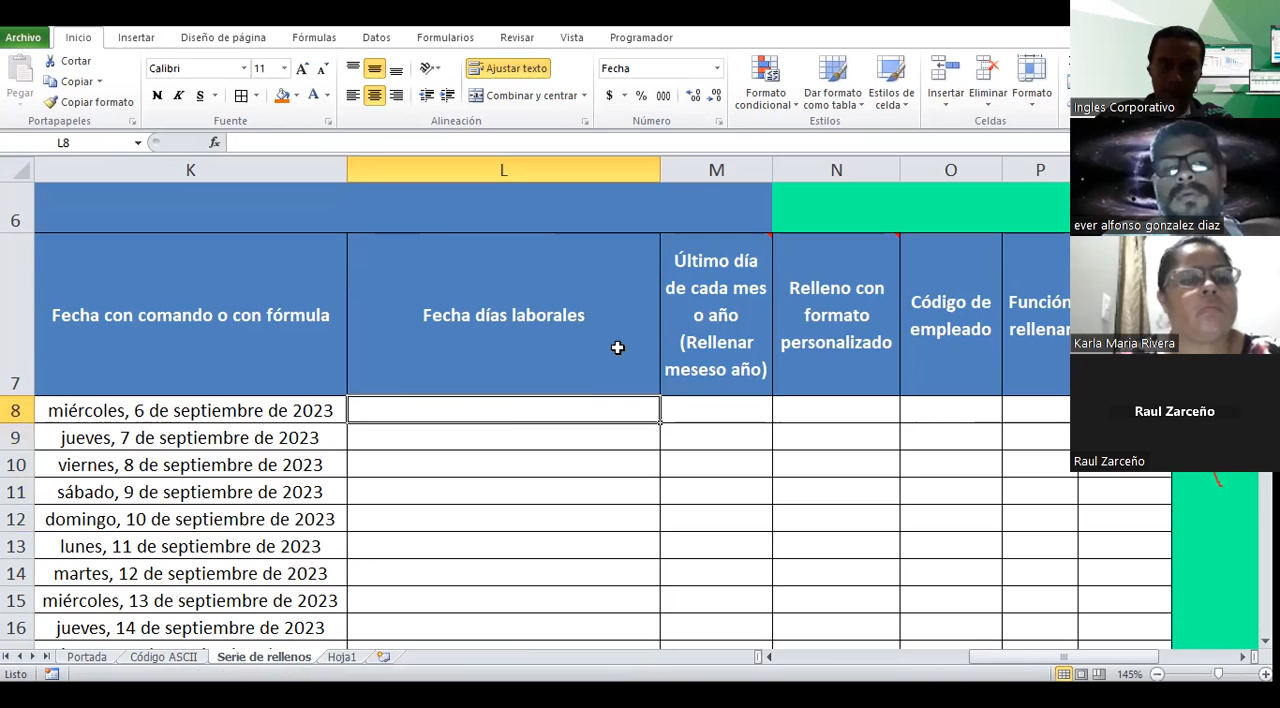 Archivo Inicio Insertar Diseño de página Fórmulas Datos Formularios Revisar Vista Programador
Pegar
Cortar
Copiar
Copiar formato
Portapapeles
Calibri 11
N K S
Fuente
Ajustar texto
Combinar y centrar
Alineación
Fecha
$ % 000
Número
Formato condicional
Dar formato como tabla
Estilos de celda
Estilos
Insertar Eliminar Formato
Celdas
L8
fx
K L M N O P
6
7
Fecha con comando o con fórmula
Fecha días laborales
Último día
de cada mes
o año
(Rellenar
meseso año)
Relleno con
formato
personalizado
Código de
empleado
Función
rellenar
8 miércoles, 6 de septiembre de 2023
9 jueves, 7 de septiembre de 2023
10 viernes, 8 de septiembre de 2023
11 sábado, 9 de septiembre de 2023
12 domingo, 10 de septiembre de 2023
13 lunes, 11 de septiembre de 2023
14 martes, 12 de septiembre de 2023
15 miércoles, 13 de septiembre de 2023
16 jueves, 14 de septiembre de 2023
Portada Código ASCII Serie de rellenos Hoja1
Listo
145%
Ingles Corporativo
ever alfonso gonzalez diaz
Karla Maria Rivera
Raul Zarceño
Raul Zarceño